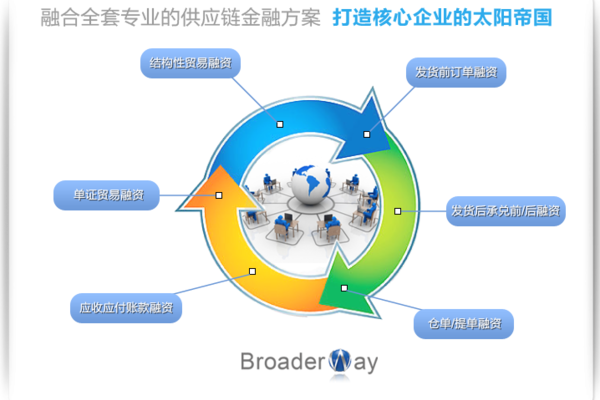 融合全套专业的供应链金融方案 打造核心企业的太阳帝国
结构性贸易融资
发货前订单融资
单证贸易融资
发货后承兑前/后融资
应收应付账款融资
仓单/提单融资
BroaderWay